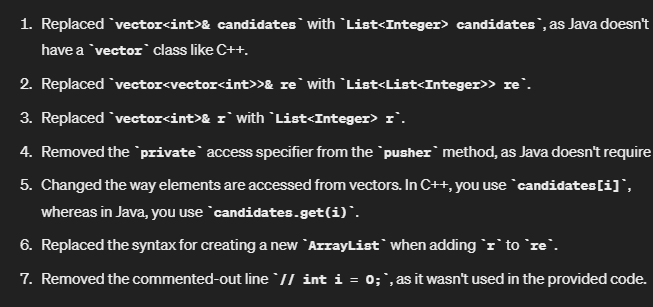 1. Replaced `vector<int>& candidates` with `List<Integer> candidates`, as Java doesn't
have a `vector` class like C++.
2. Replaced `vector<vector<int>>& re` with `List<List<Integer>> re`.
3. Replaced `vector<int>& r` with `List<Integer> r`.
4. Removed the `private` access specifier from the `pusher` method, as Java doesn't require
5. Changed the way elements are accessed from vectors. In C++, you use `candidates[i]`,
whereas in Java, you use `candidates.get(i)`.
6. Replaced the syntax for creating a new `ArrayList` when adding `r` to `re`.
7. Removed the commented-out line `// int i = 0;`, as it wasn't used in the provided code.